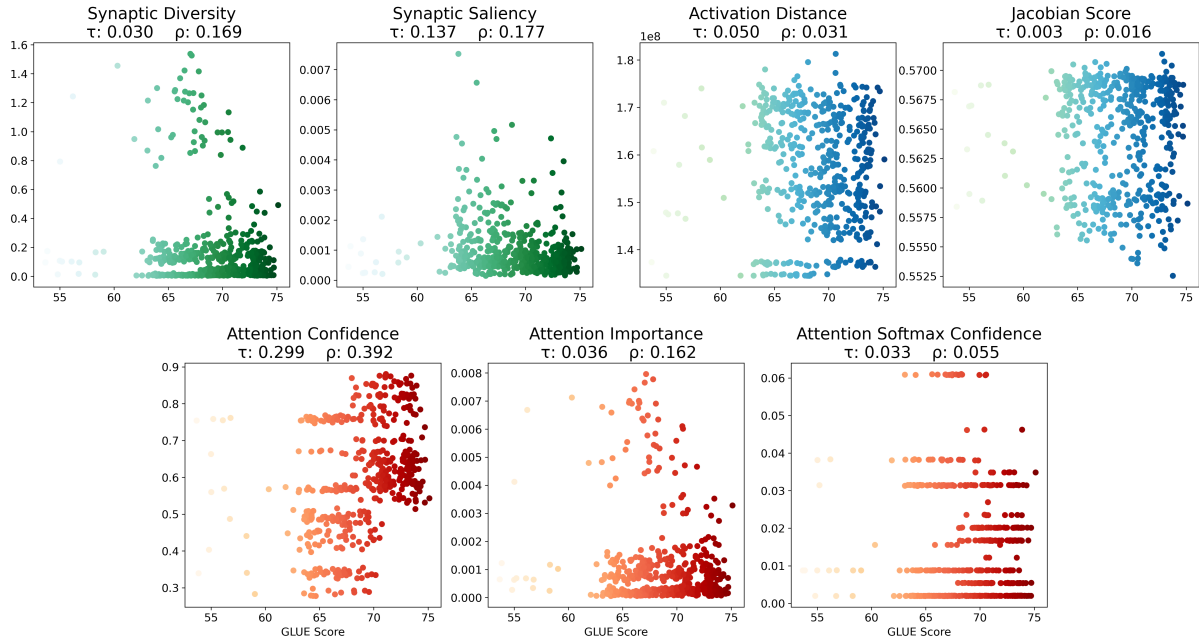 Synaptic Diversity
τ: 0.030 ρ: 0.169
1.6
1.4
1.2
1.0
0.8
0.6
0.4
0.2
0.0
55 60 65 70 75
Synaptic Saliency
τ: 0.137 ρ: 0.177
0.007
0.006
0.005
0.004
0.003
0.002
0.001
0.000
55 60 65 70 75
Activation Distance
τ: 0.050 ρ: 0.031
1e8
1.8
1.7
1.6
1.5
1.4
55 60 65 70 75
Jacobian Score
τ: 0.003 ρ: 0.016
0.5700
0.5675
0.5650
0.5625
0.5600
0.5575
0.5550
0.5525
55 60 65 70 75
Attention Confidence
τ: 0.299 ρ: 0.392
0.9
0.8
0.7
0.6
0.5
0.4
0.3
55 60 65 70 75
GLUE Score
Attention Importance
τ: 0.036 ρ: 0.162
0.008
0.007
0.006
0.005
0.004
0.003
0.002
0.001
0.000
55 60 65 70 75
GLUE Score
Attention Softmax Confidence
τ: 0.033 ρ: 0.055
0.06
0.05
0.04
0.03
0.02
0.01
0.00
55 60 65 70 75
GLUE Score